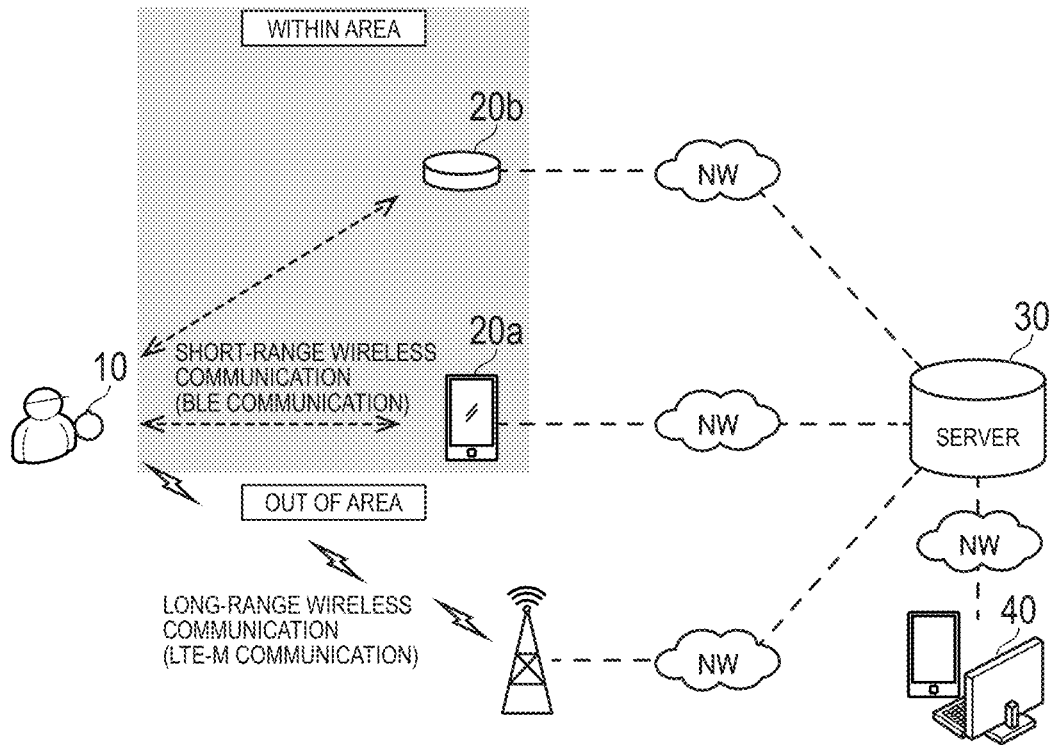 WITHIN AREA
20b
NW
20a
30
10
SHORT-RANGE WIRELESS
COMMUNICATION
(BLE COMMUNICATION)
NW
SERVER
OUT OF AREA
NW
LONG-RANGE WIRELESS
COMMUNICATION
(LTE-M COMMUNICATION)
NW
40